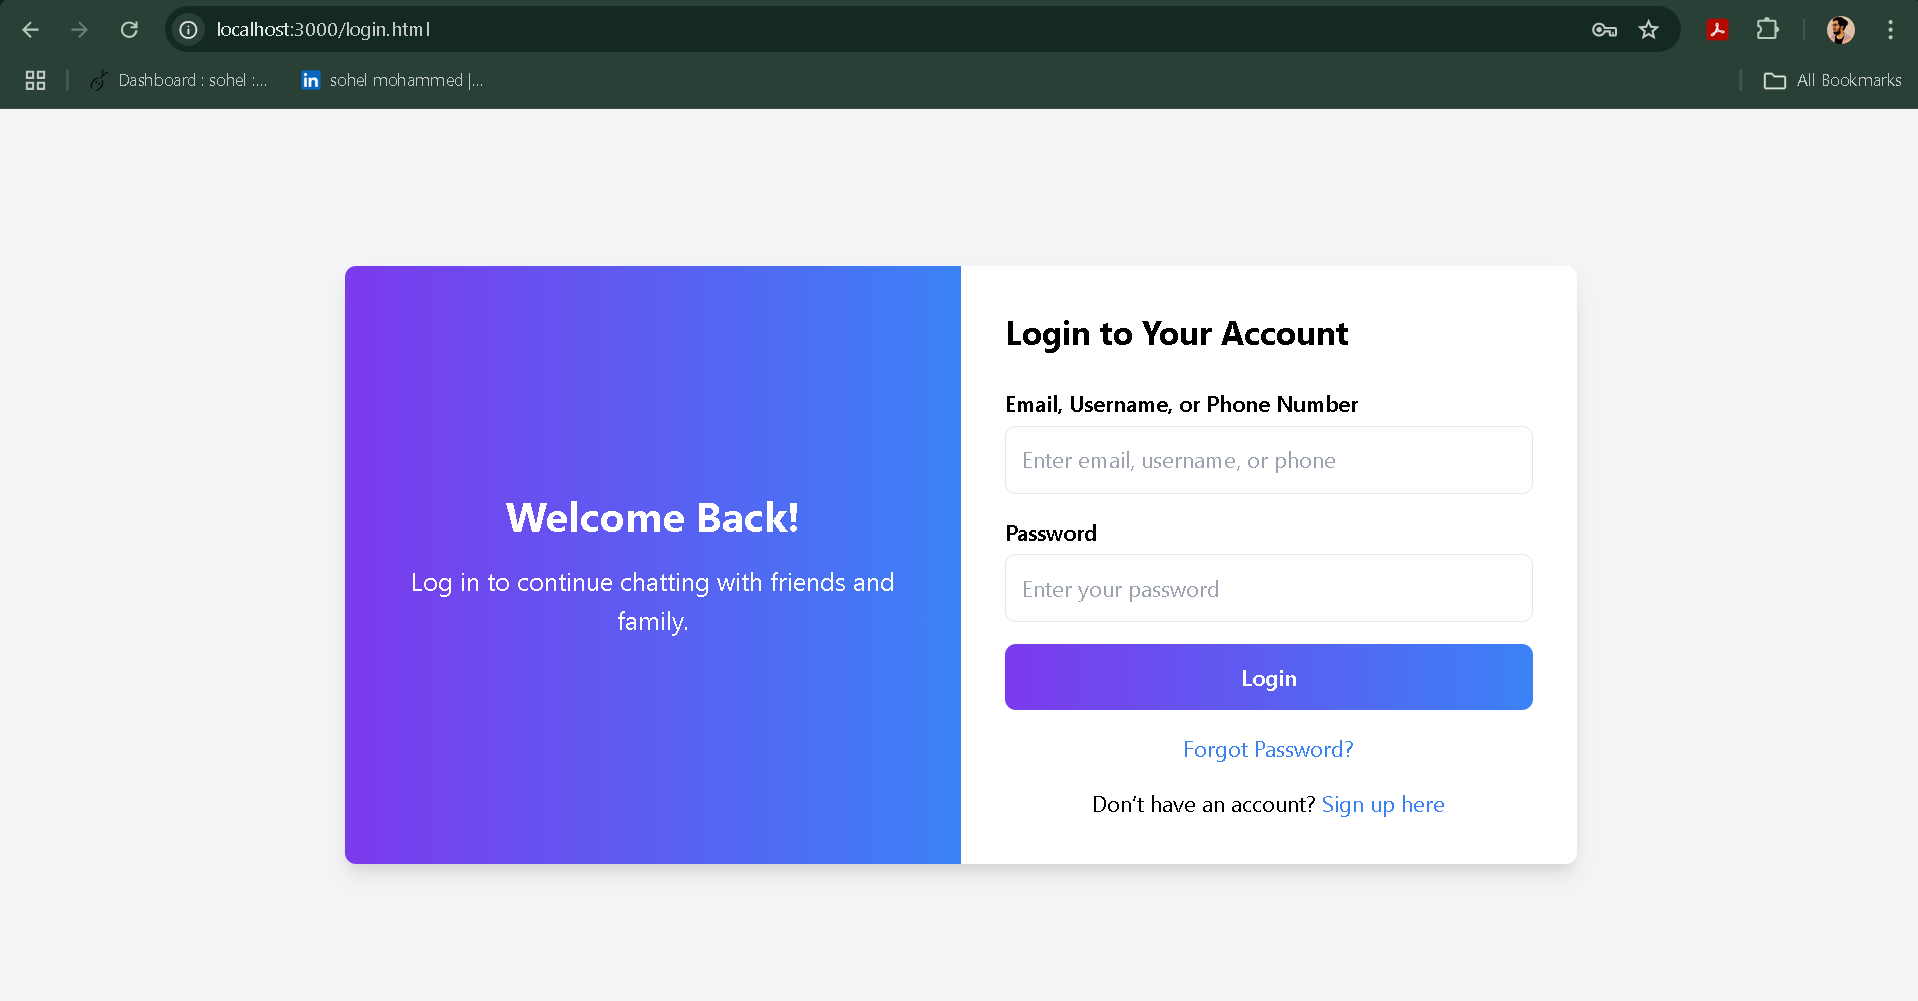 localhost:3000/login.html
Dashboard : sohel :...
sohel mohammed |...
All Bookmarks
Welcome Back!
Log in to continue chatting with friends and
family.
Login to Your Account
Email, Username, or Phone Number
Enter email, username, or phone
Password
Enter your password
Login
Forgot Password?
Don't have an account? Sign up here